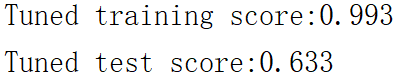 Tuned training score:0.993
Tuned test score:0.633